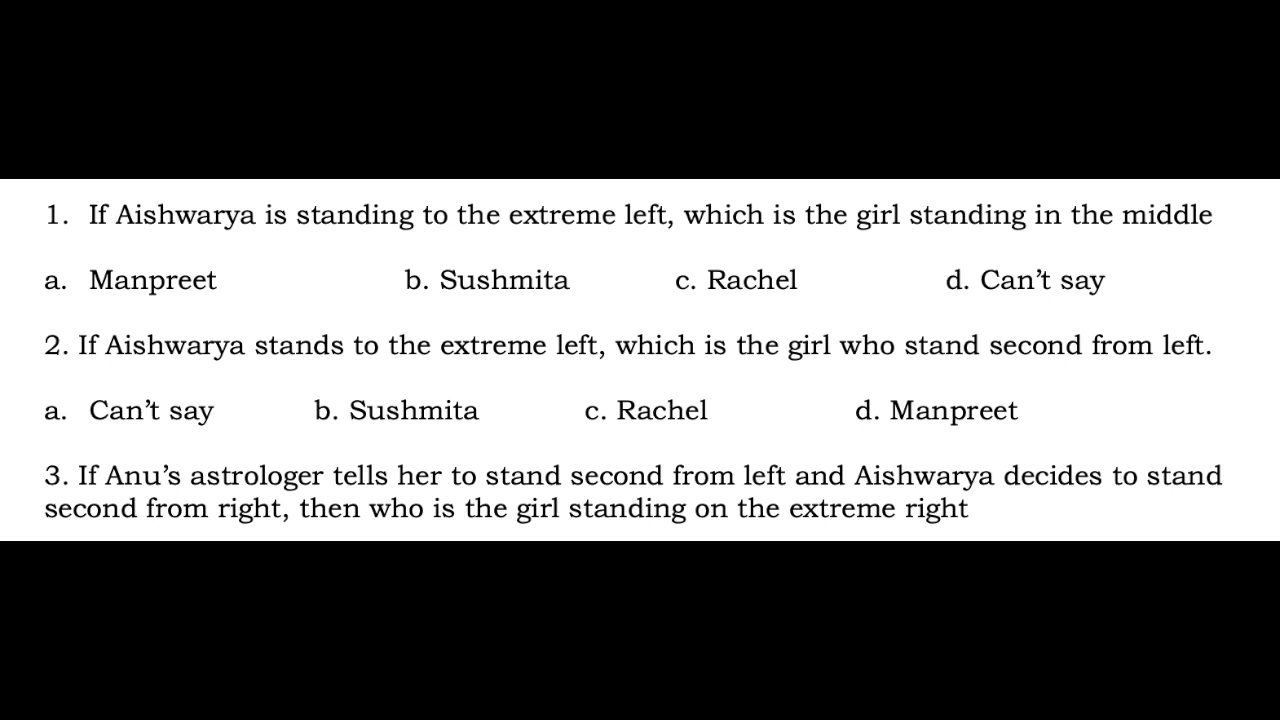 1. If Aishwarya is standing to the extreme left, which is the girl standing in the middle
a. Manpreet b. Sushmita c. Rachel d. Can’t say
2. If Aishwarya stands to the extreme left, which is the girl who stand second from left.
a. Can’t say b. Sushmita c. Rachel d. Manpreet
3. If Anu’s astrologer tells her to stand second from left and Aishwarya decides to stand
second from right, then who is the girl standing on the extreme right